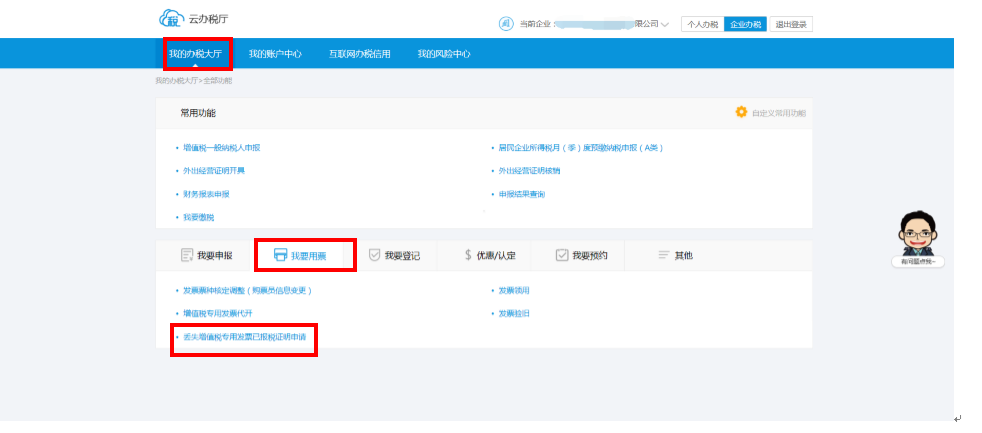 云办税厅
当前企业: 限公司 个人办税 企业办税 退出登录
我的办税大厅 我的账户中心 互联网办税信用 我的风险中心
我的办税大厅>全部功能
常用功能 自定义常用功能
• 增值税一般纳税人申报 • 居民企业所得税月(季)度预缴纳税申报(A类)
• 外出经营证明开具 • 外出经营证明核销
• 财务报表申报 • 申报结果查询
• 我要缴税
我要申报 我要用票 我要登记 $ 优惠/认定 我要预约 其他
• 发票票种核定调整(购票员信息变更) • 发票领用
• 增值税专用发票代开 • 发票验旧
• 丢失增值税专用发票已报税证明申请
有问题点我~